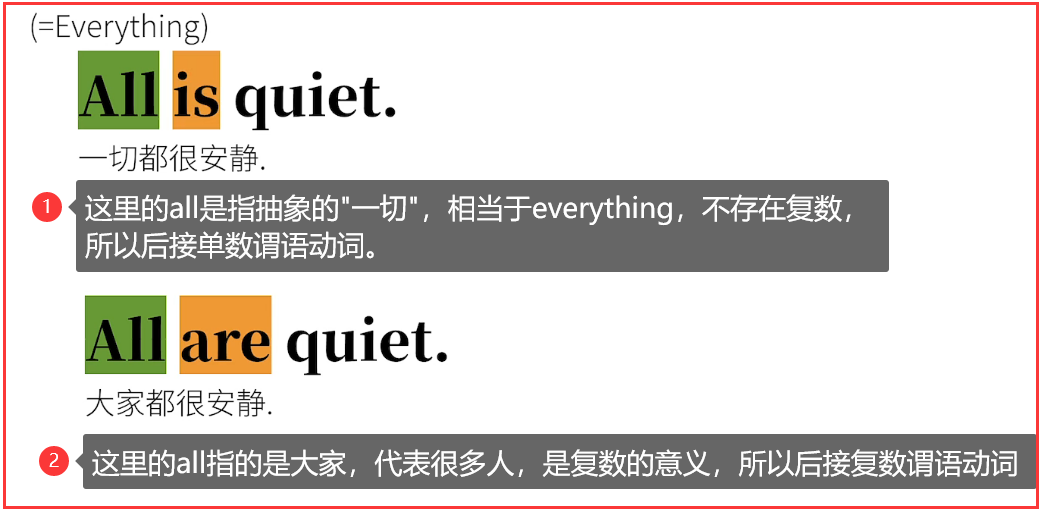 (=Everything)
All is quiet.
一切都很安静.
1
这里的all是指抽象的"一切"，相当于everything，不存在复数，
所以后接单数谓语动词。
All are quiet.
大家都很安静.
2
这里的all指的是大家，代表很多人，是复数的意义，所以后接复数谓语动词